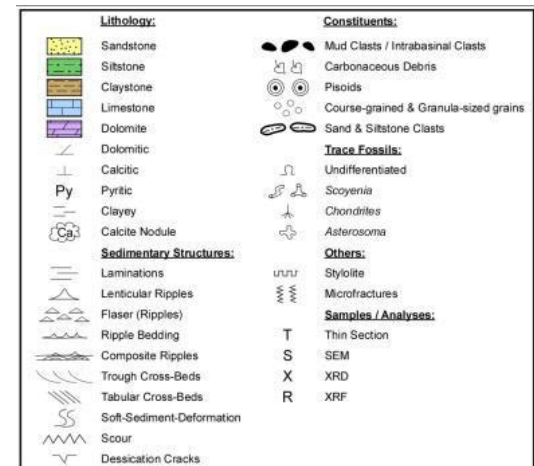 Lithology:
Sandstone
Siltstone
Claystone
Limestone
Dolomite
Dolomitic
Calcitic
Py Pyritic
Clayey
Ca Calcite Nodule
Sedimentary Structures:
Laminations
Lenticular Ripples
Flaser (Ripples)
Ripple Bedding
Composite Ripples
Trough Cross-Beds
Tabular Cross-Beds
Soft-Sediment-Deformation
Scour
Dessication Cracks
Constituents:
Mud Clasts / Intrabasinal Clasts
Carbonaceous Debris
Pisoids
Course-grained & Granula-sized grains
Sand & Siltstone Clasts
Trace Fossils:
Undifferentiated
Scoyenia
Chondrites
Asterosoma
Others:
Stylolite
Microfractures
Samples / Analyses:
T Thin Section
S SEM
X XRD
R XRF